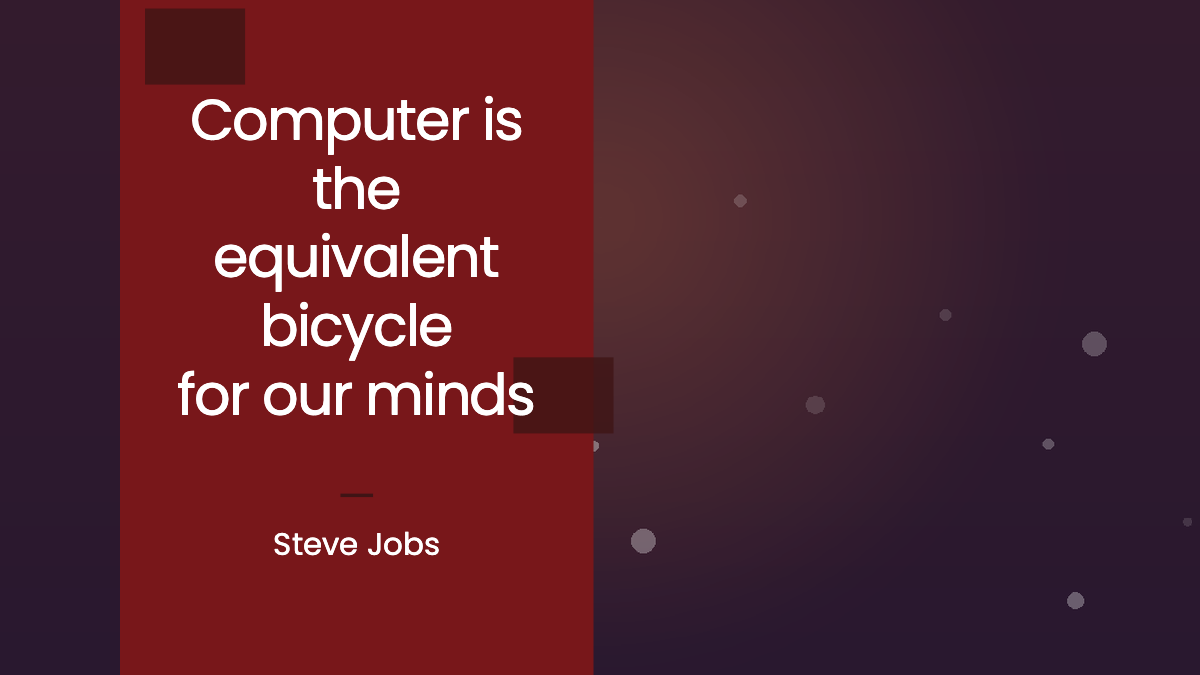 Computer is
the
equivalent
bicycle
for our minds
Steve Jobs